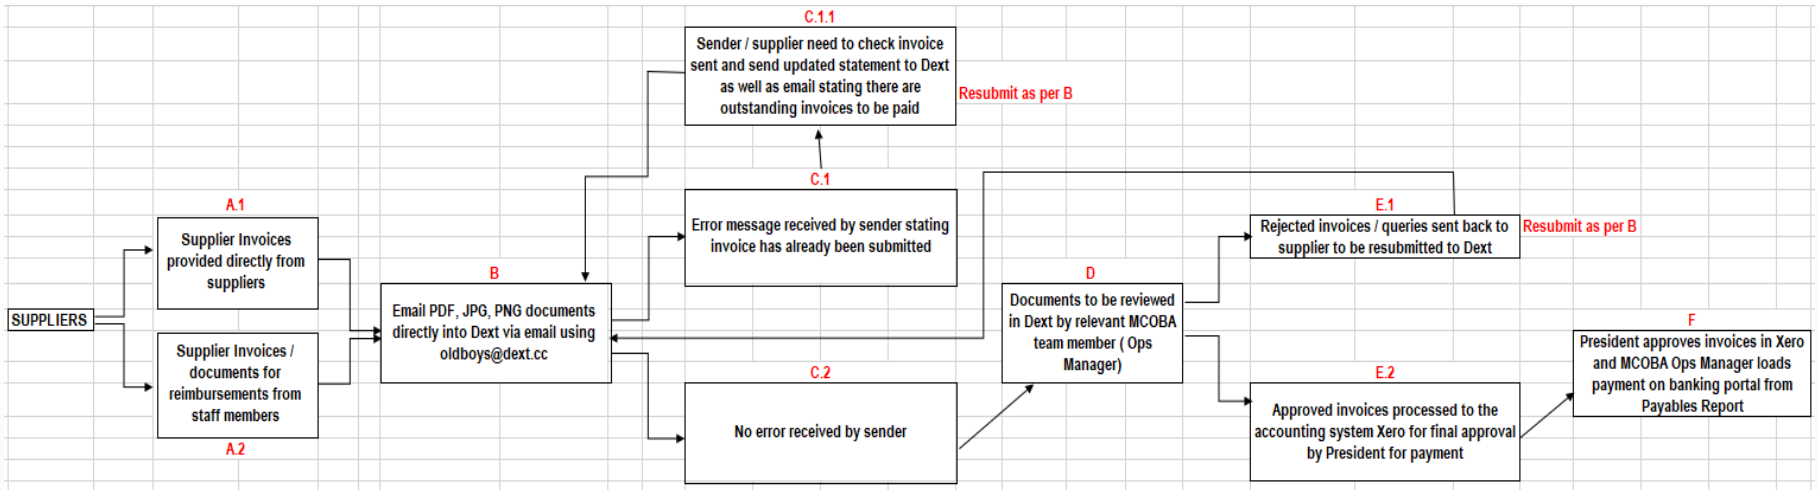 SUPPLIERS
A.1
Supplier Invoices
provided directly from
suppliers
Supplier Invoices /
documents for
reimbursements from
staff members
A.2
B
Email PDF, JPG, PNG documents
directly into Dext via email using
oldboys@dext.cc
C.1.1
Sender / supplier need to check invoice
sent and send updated statement to Dext
as well as email stating there are
outstanding invoices to be paid
Resubmit as per B
C.1
Error message received by sender stating
invoice has already been submitted
C.2
No error received by sender
D
Documents to be reviewed
in Dext by relevant MCOBA
team member ( Ops
Manager)
E.1
Rejected invoices / queries sent back to
supplier to be resubmitted to Dext
Resubmit as per B
E.2
Approved invoices processed to the
accounting system Xero for final approval
by President for payment
F
President approves invoices in Xero
and MCOBA Ops Manager loads
payment on banking portal from
Payables Report